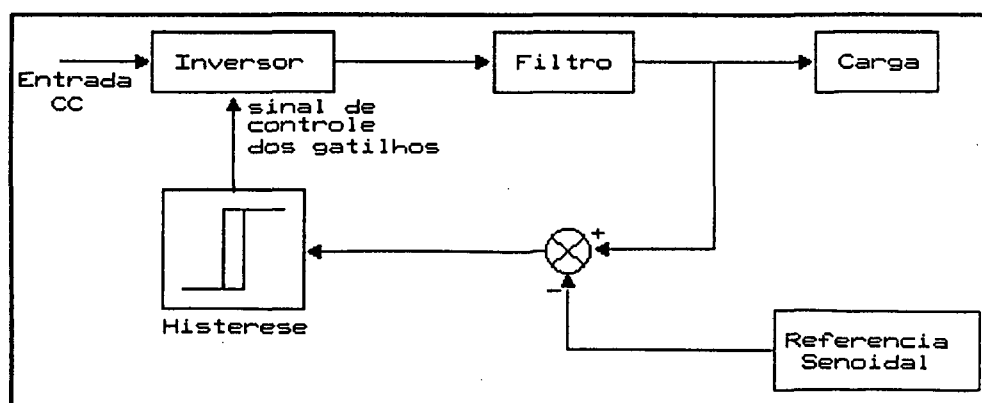 Inversor
Filtro
Carga
Entrada
CC
sinal de
controle
dos gatilhos
+
-
Histerese
Referencia
Senoidal